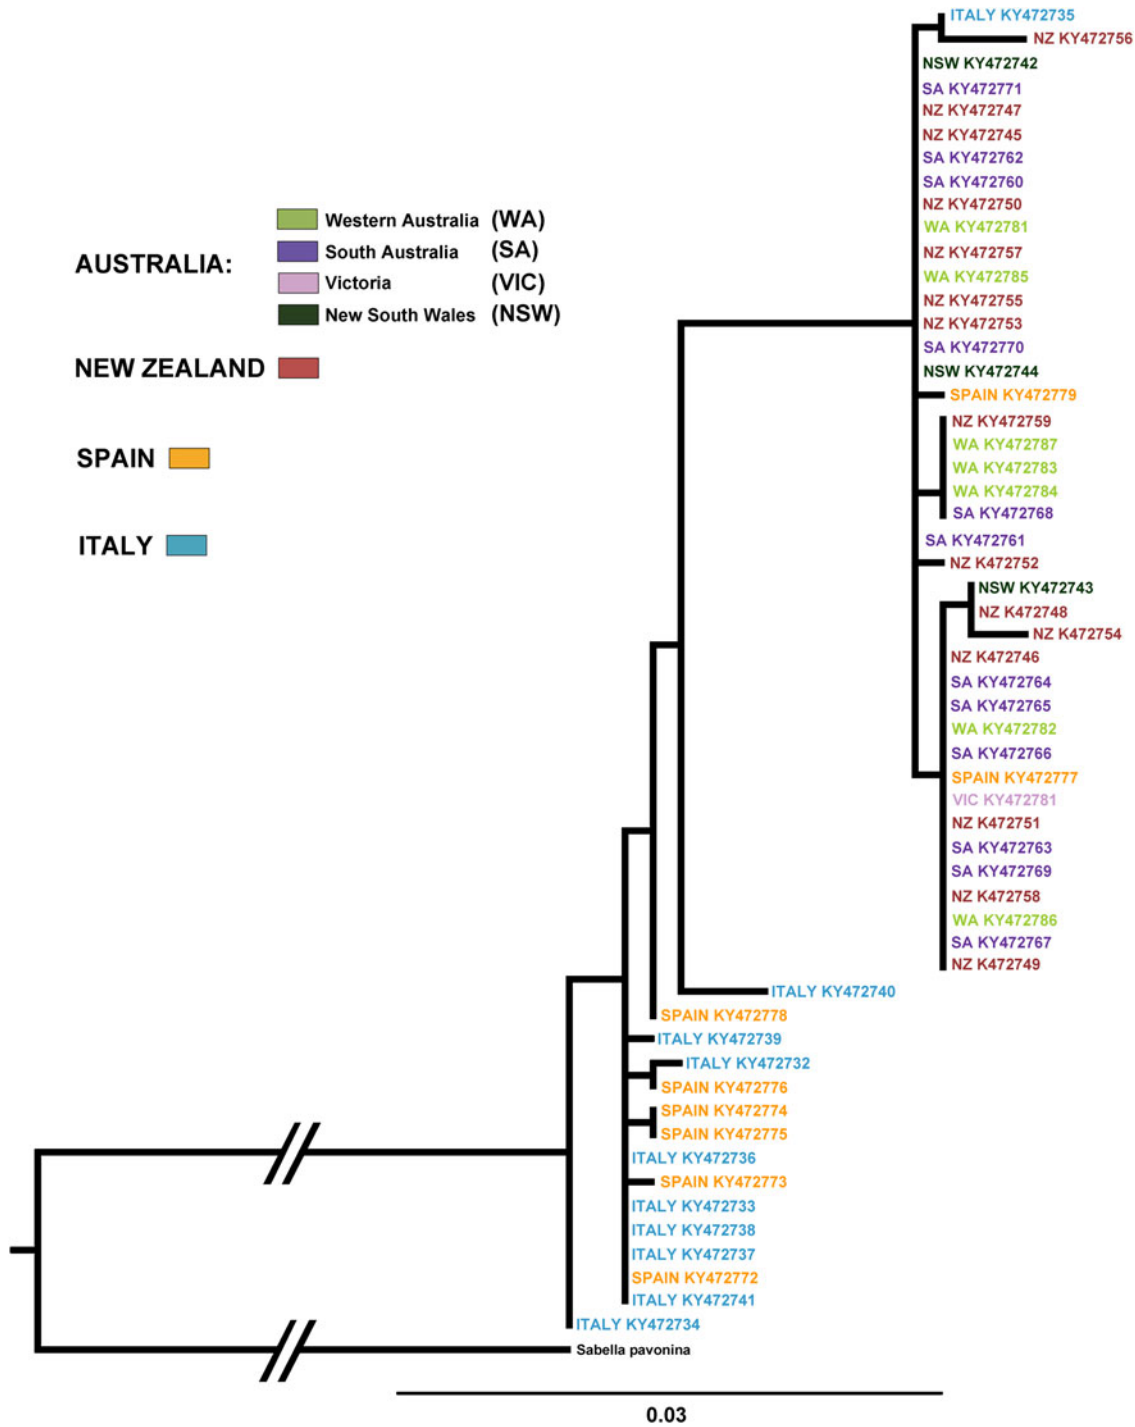 ITALY KY472735
NZ KY472756
NSW KY472742
SA KY472771
NZ KY472747
NZ KY472745
SA KY472762
SA KY472760
NZ KY472750
WA KY472781
NZ KY472757
WA KY472785
NZ KY472755
NZ KY472753
SA KY472770
NSW KY472744
SPAIN KY472779
NZ KY472759
WA KY472787
WA KY472783
WA KY472784
SA KY472768
SA KY472761
NZ K472752
NSW KY472743
NZ K472748
NZ K472754
NZ K472746
SA KY472764
SA KY472765
WA KY472782
SA KY472766
SPAIN KY472777
VIC KY472781
NZ K472751
SA KY472763
SA KY472769
NZ K472758
WA KY472786
SA KY472767
NZ K472749
ITALY KY472740
SPAIN KY472778
ITALY KY472739
ITALY KY472732
SPAIN KY472776
SPAIN KY472774
SPAIN KY472775
ITALY KY472736
SPAIN KY472773
ITALY KY472733
ITALY KY472738
ITALY KY472737
SPAIN KY472772
ITALY KY472741
ITALY KY472734
Sabella pavonina
0.03
AUSTRALIA:
Western Australia (WA)
South Australia (SA)
Victoria (VIC)
New South Wales (NSW)
NEW ZEALAND
SPAIN
ITALY